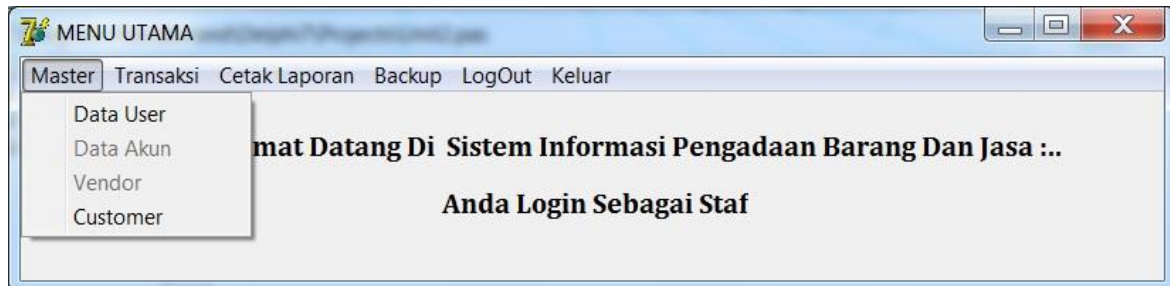 MENU UTAMA
Master Transaksi Cetak Laporan Backup LogOut Keluar
Data User
Data Akun
Vendor
Customer
mat Datang Di Sistem Informasi Pengadaan Barang Dan Jasa :..
Anda Login Sebagai Staf